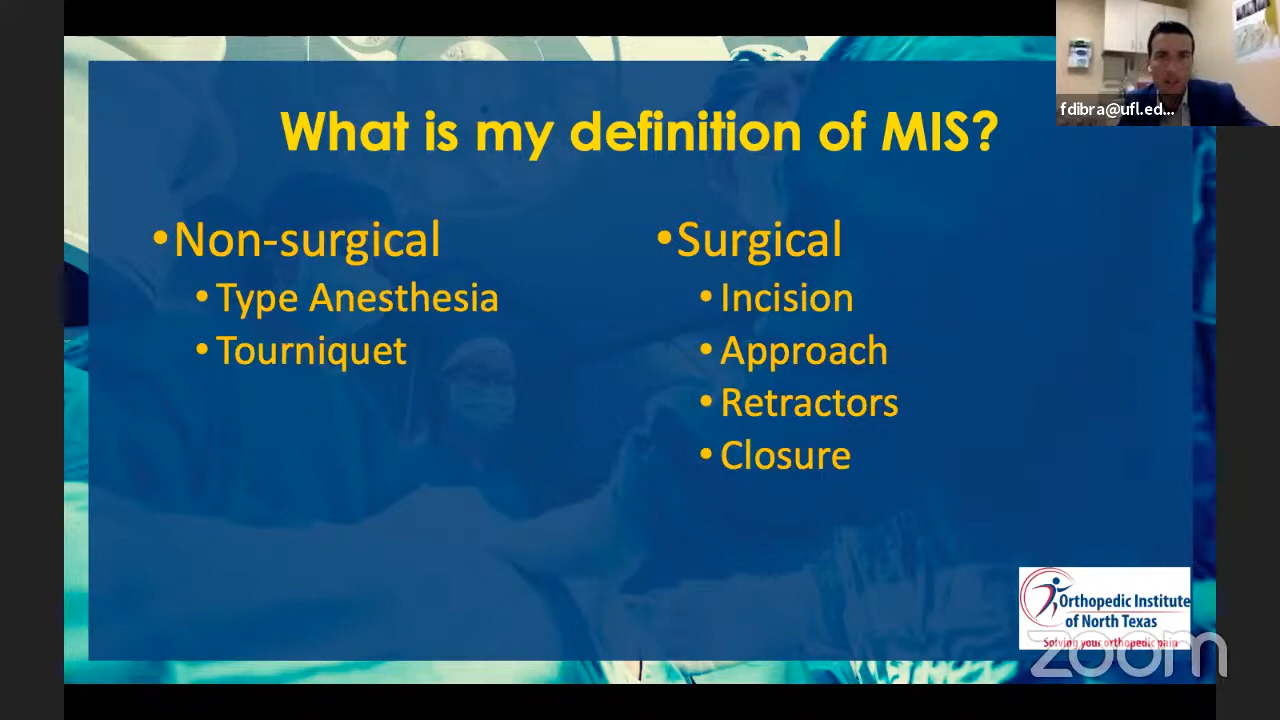 fdibra@ufl.ed...
What is my definition of MIS?
•Non-surgical
•Type Anesthesia
•Tourniquet
•Surgical
•Incision
•Approach
•Retractors
•Closure
Orthopedic Institute
of North Texas
Solving your orthopedic pain
zoom